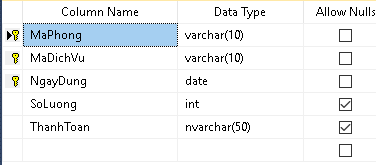 Column Name Data Type Allow Nulls
MaPhong varchar(10)
MaDichVu varchar(10)
NgayDung date
SoLuong int
ThanhToan nvarchar(50)